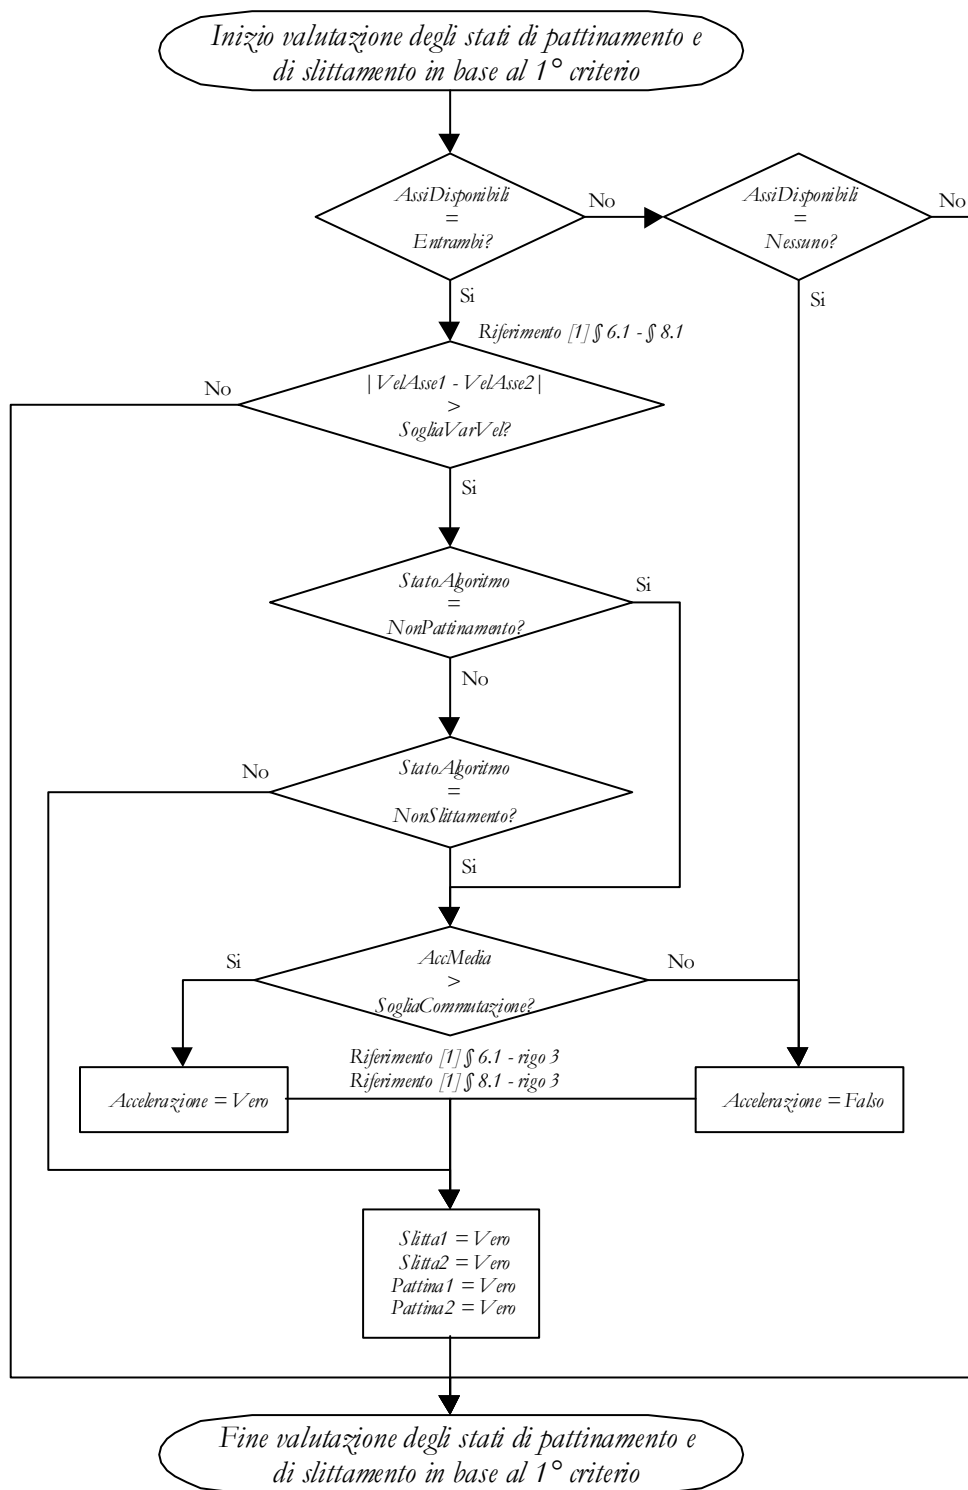 Inizio valutazione degli stati di pattinamento e
di slittamento in base al 1° criterio
AssiDisponibili
=
Entrambi?
No
AssiDisponibili
=
Nessuno?
No
Si
Si
Riferimento [1] § 6.1 - § 8.1
No
|VelAsse1 - VelAsse2|
>
SogliaVarVel?
Si
StatoAlgoritmo
=
NonPattinamento?
Si
No
No
StatoAlgoritmo
=
NonSlittamento?
Si
Si
AccMedia
>
SogliaCommutazione?
No
Riferimento [1] § 6.1 - rigo 3
Riferimento [1] § 8.1 - rigo 3
Accelerazione = Vero
Accelerazione = Falso
Slitta1 = Vero
Slitta2 = Vero
Pattina1 = Vero
Pattina2 = Vero
Fine valutazione degli stati di pattinamento e
di slittamento in base al 1° criterio